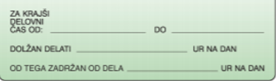 ZA KRAJŠI
DELOVNI
ČAS OD: DO
DOLŽAN DELATI UR NA DAN
OD TEGA ZADRŽAN OD DELA UR NA DAN